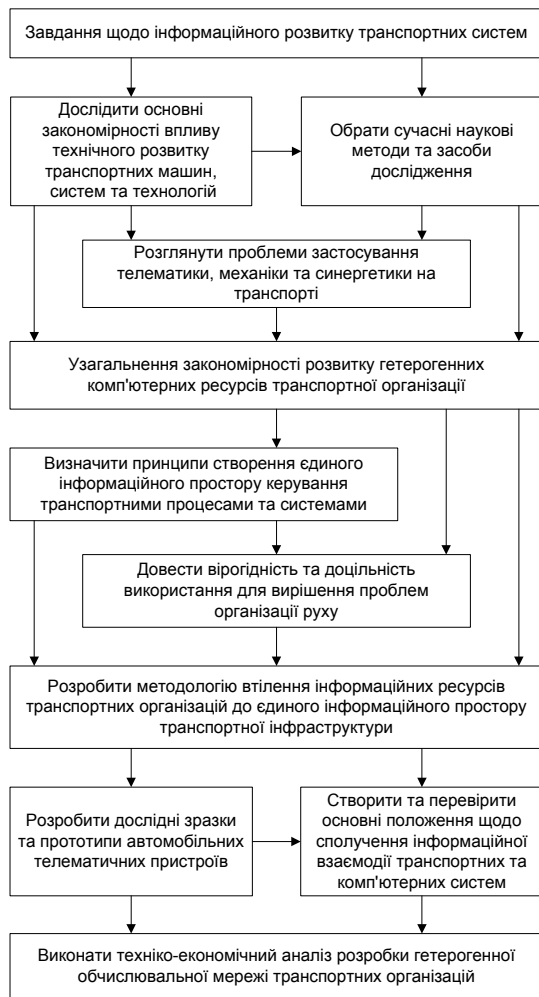 Завдання щодо інформаційного розвитку транспортних систем
Дослідити основні
закономірності впливу
технічного розвитку
транспортних машин,
систем та технологій
Обрати сучасні наукові
методи та засоби
дослідження
Розглянути проблеми застосування
телематики, механіки та синергетики на
транспорті
Узагальнення закономірності розвитку гетерогенних
комп'ютерних ресурсів транспортної організації
Визначити принципи створення єдиного
інформаційного простору керування
транспортними процесами та системами
Довести вірогідність та доцільність
використання для вирішення проблем
організації руху
Розробити методологію втілення інформаційних ресурсів
транспортних організацій до єдиного інформаційного простору
транспортної інфраструктури
Розробити дослідні зразки
та прототипи автомобільних
телематичних пристроїв
Створити та перевірити
основні положення щодо
сполучення інформаційної
взаємодії транспортних та
комп'ютерних систем
Виконати техніко-економічний аналіз розробки гетерогенної
обчислювальної мережі транспортних організацій